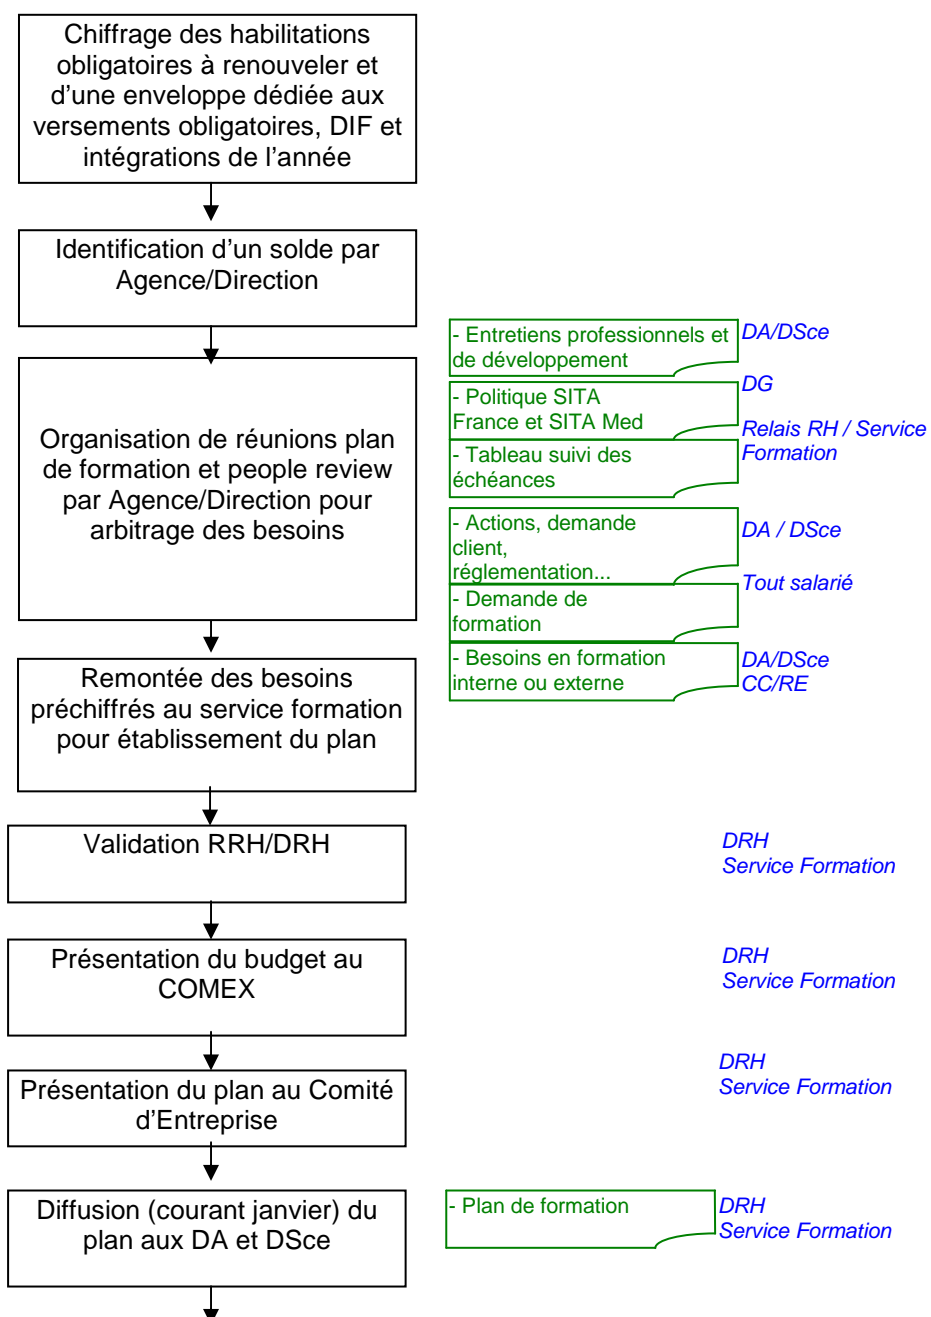 Chiffrage des habilitations
obligatoires à renouveler et
d'une enveloppe dédiée aux
versements obligatoires, DIF et
intégrations de l'année
Identification d'un solde par
Agence/Direction
Organisation de réunions plan
de formation et people review
par Agence/Direction pour
arbitrage des besoins
- Entretiens professionnels et
de développement
DA/DSce
- Politique SITA
France et SITA Med
DG
- Tableau suivi des
échéances
Relais RH / Service
Formation
- Actions, demande
client,
réglementation...
DA / DSce
- Demande de
formation
Tout salarié
- Besoins en formation
interne ou externe
DA/DSce
CC/RE
Remontée des besoins
préchiffrés au service formation
pour établissement du plan
Validation RRH/DRH
DRH
Service Formation
Présentation du budget au
COMEX
DRH
Service Formation
Présentation du plan au Comité
d'Entreprise
DRH
Service Formation
Diffusion (courant janvier) du
plan aux DA et DSce
- Plan de formation
DRH
Service Formation